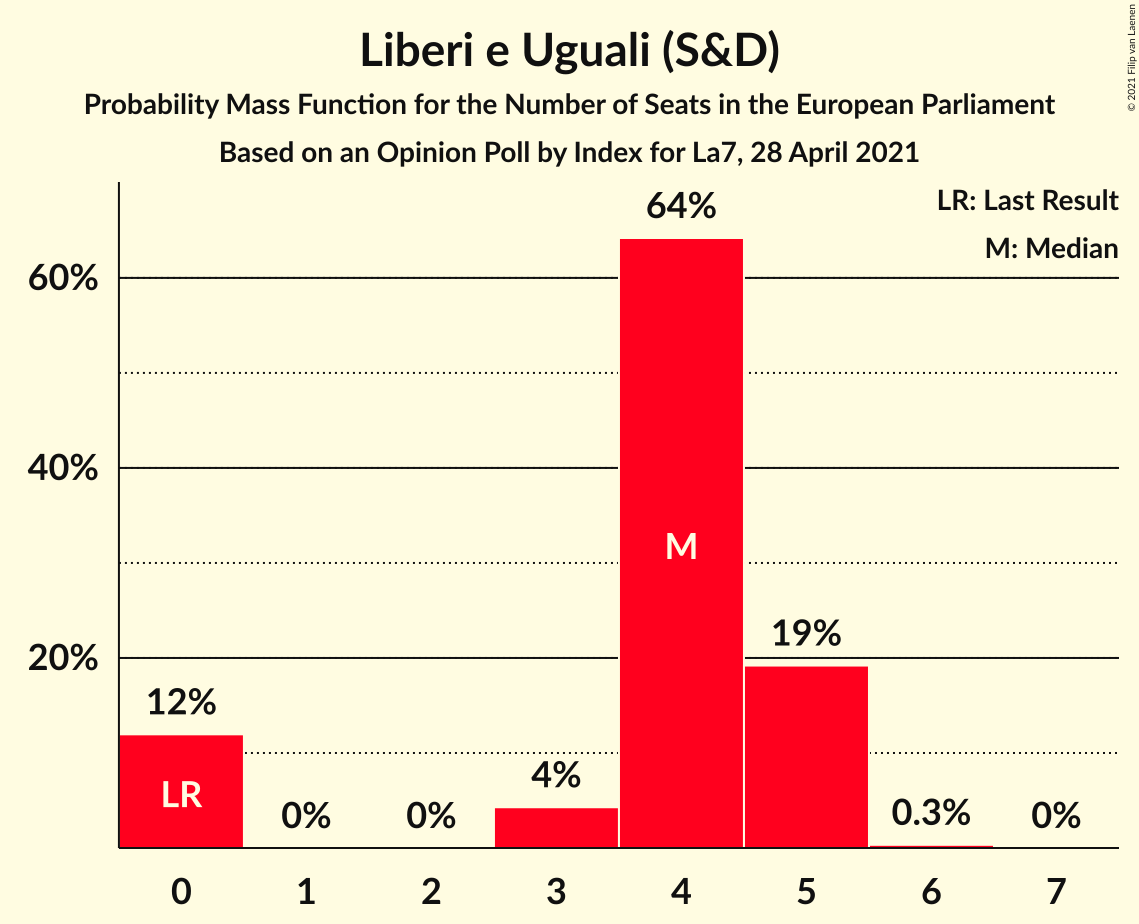 Liberi e Uguali (S&D)
Probability Mass Function for the Number of Seats in the European Parliament
Based on an Opinion Poll by Index for La7, 28 April 2021
© 2021 Filip van Laenen
LR: Last Result
M: Median
60%
40%
20%
12%
0%
0%
4%
64%
19%
0.3%
0%
LR
M
0
1
2
3
4
5
6
7